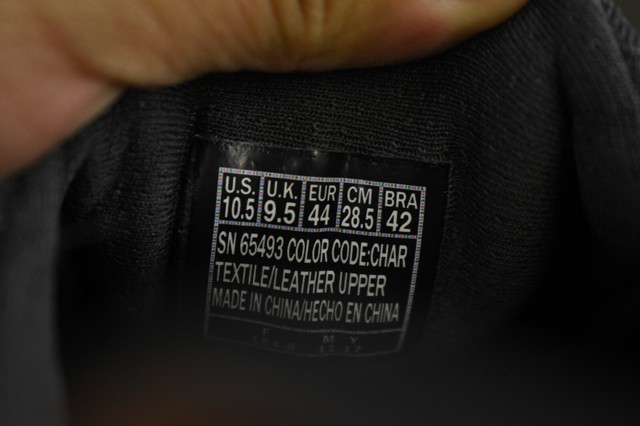 U.S. U.K. EUR CM BRA
10.5 9.5 44 28.5 42
SN 65493 COLOR CODE:CHAR
TEXTILE/LEATHER UPPER
MADE IN CHINA/HECHO EN CHINA
F M Y